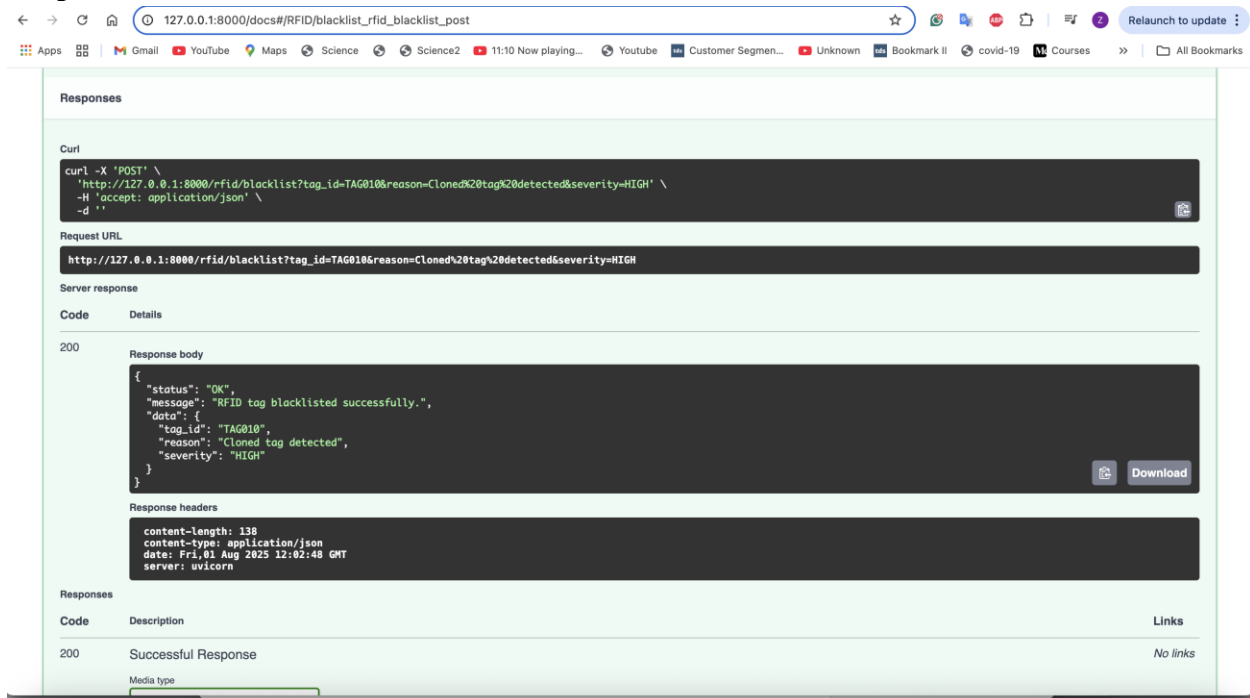 127.0.0.1:8000/docs#/RFID/blacklist_rfid_blacklist_post
Z
Relaunch to update
Apps
Gmail
YouTube
Maps
Science
Science2
11:10 Now playing...
Youtube
Customer Segmen...
Unknown
Bookmark II
covid-19
Courses
»
All Bookmarks
Responses
Curl
curl -X 'POST' \
'http://127.0.0.1:8000/rfid/blacklist?tag_id=TAG010&reason=Cloned%20tag%20detected&severity=HIGH' \
-H 'accept: application/json' \
-d ''
Request URL
http://127.0.0.1:8000/rfid/blacklist?tag_id=TAG010&reason=Cloned%20tag%20detected&severity=HIGH
Server response
Code Details
200
Response body
{
"status": "OK",
"message": "RFID tag blacklisted successfully.",
"data": {
"tag_id": "TAG010",
"reason": "Cloned tag detected",
"severity": "HIGH"
}
}
Download
Response headers
content-length: 138
content-type: application/json
date: Fri,01 Aug 2025 12:02:48 GMT
server: uvicorn
Responses
Code Description Links
200 Successful Response No links
Media type